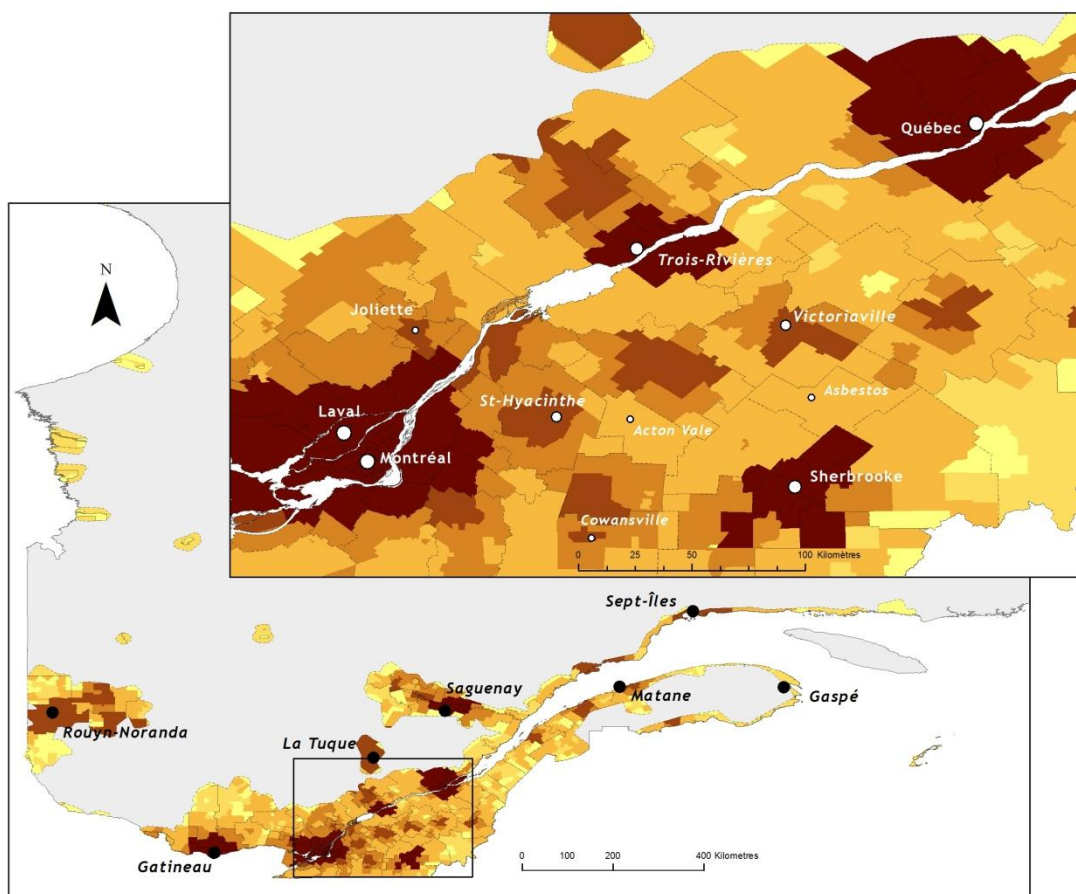 Québec
Trois-Rivières
Joliette
Victoriaville
St-Hyacinthe
Asbestos
Laval
Acton Vale
Montréal
Sherbrooke
Cowansville
0 25 50 100 Kilomètres
N
Sept-Îles
Saguenay
Matane
Gaspé
Rouyn-Noranda
La Tuque
Gatineau
0 100 200 400 Kilometres